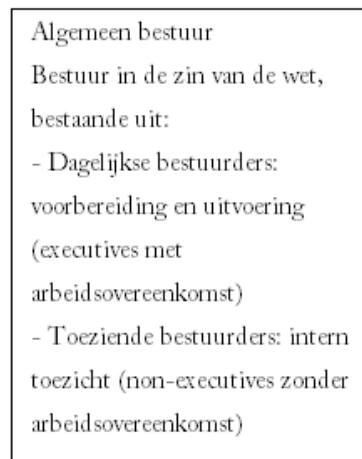 Algemeen bestuur
Bestuur in de zin van de wet,
bestaande uit:
- Dagelijkse bestuurders:
voorbereiding en uitvoering
(executives met
arbeidsovereenkomst)
- Toeziende bestuurders: intern
toezicht (non-executives zonder
arbeidsovereenkomst)